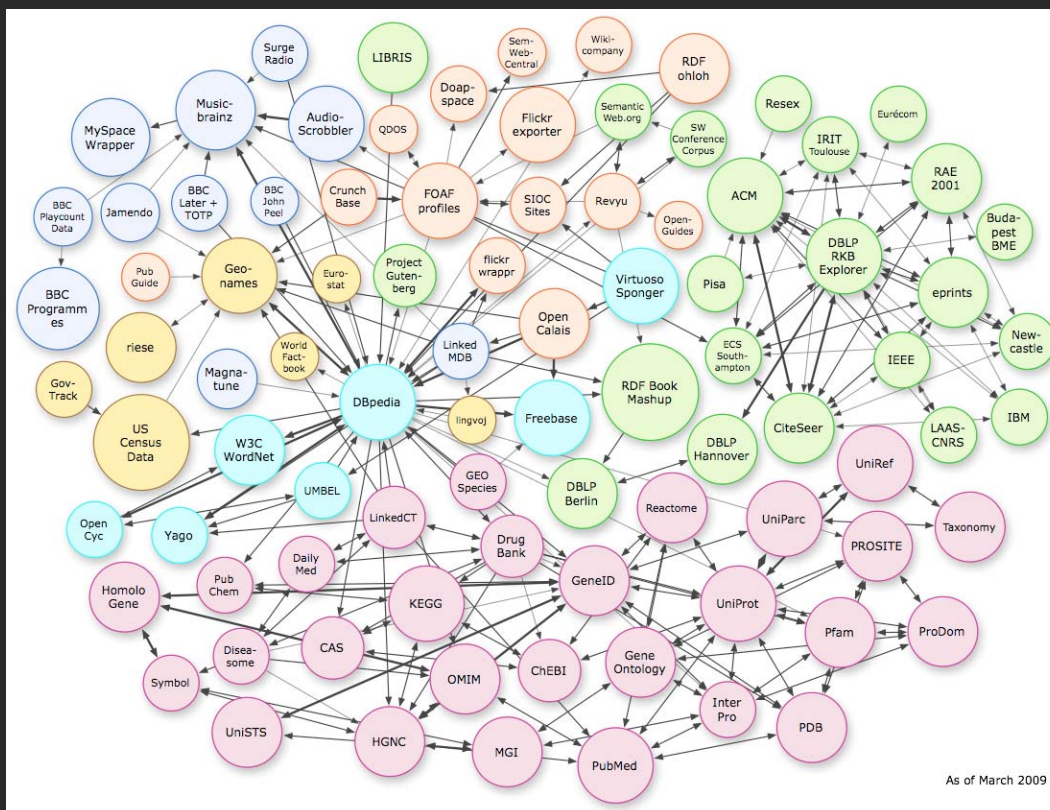 Surge
Radio
LIBRIS
Sem-
Web-
Central
Wiki-
company
RDF
ohloh
Music-
brainz
Audio-
Scrobbler
MySpace
Wrapper
QDOS
Doap-
space
Flickr
exporter
Semantic
Web.org
SW
Conference
Corpus
Resex
Eurécom
IRIT
Toulouse
RAE
2001
ACM
BBC
Playcount
Data
Jamendo
BBC
Later +
TOTP
BBC
John
Peel
Crunch
Base
FOAF
profiles
SIOC
Sites
Revyu
Open-
Guides
DBLP
RKB
Explorer
Buda-
pest
BME
Pub
Guide
Geo-
names
Euro-
stat
Project
Guten-
berg
flickr
wrappr
Virtuoso
Sponger
Pisa
eprints
BBC
Programm
es
riese
World
Fact-
book
Linked
MDB
Open
Calais
ECS
South-
ampton
IEEE
New-
castle
Gov-
Track
Magna-
tune
DBpedia
RDF Book
Mashup
lingvoj
Freebase
CiteSeer
LAAS-
CNRS
IBM
US
Census
Data
W3C
WordNet
DBLP
Hannover
UMBEL
GEO
Species
DBLP
Berlin
UniRef
Open
Cyc
Yago
LinkedCT
Reactome
UniParc
Taxonomy
Drug
Bank
PROSITE
Daily
Med
Pub
Chem
Homolo
Gene
KEGG
GeneID
UniProt
Pfam
ProDom
Disea-
some
CAS
ChEBI
Gene
Ontology
Symbol
OMIM
Inter
Pro
UniSTS
HGNC
MGI
PubMed
PDB
As of March 2009